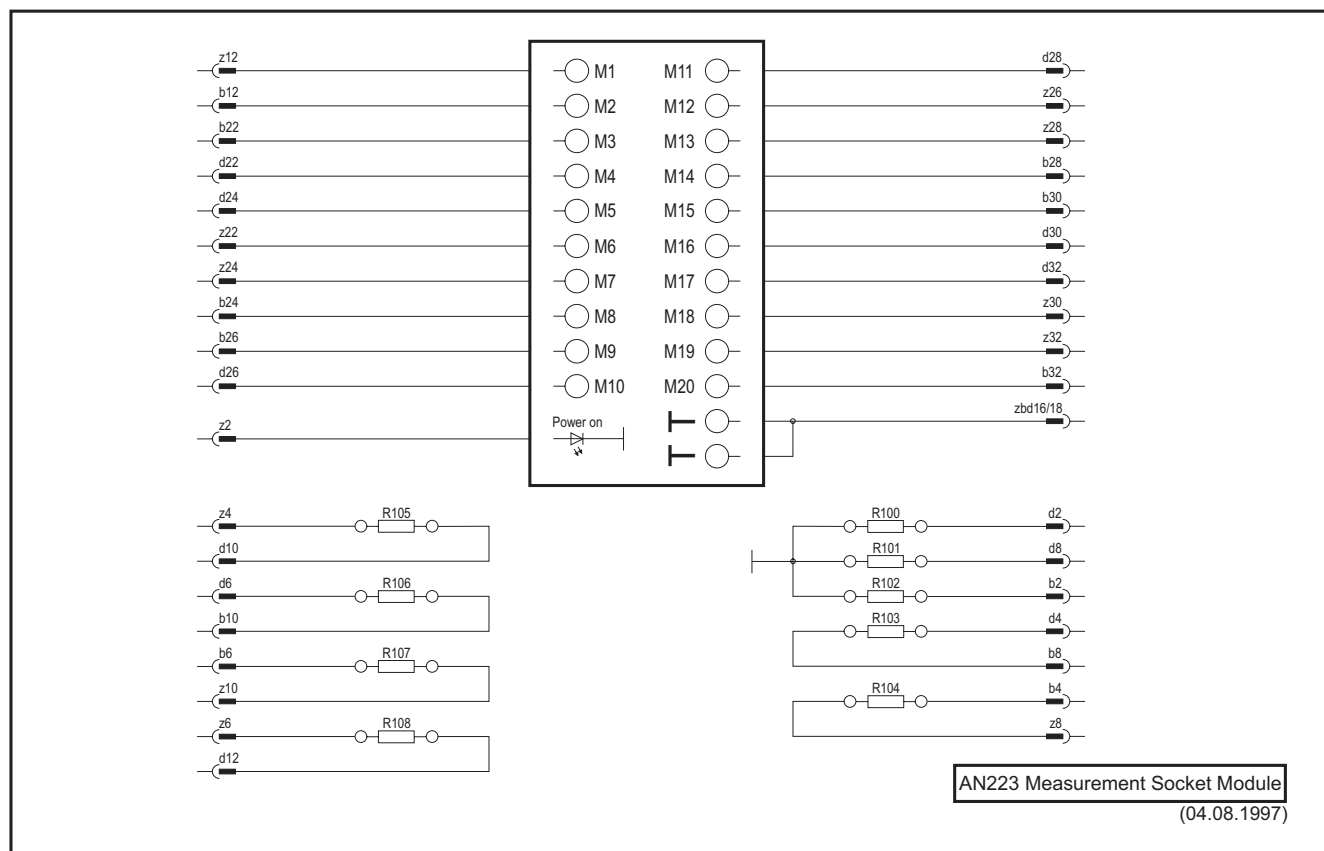 z12 M1 M11 d28
b12 M2 M12 z26
b22 M3 M13 z28
d22 M4 M14 b28
d24 M5 M15 b30
z22 M6 M16 d30
z24 M7 M17 d32
b24 M8 M18 z30
b26 M9 M19 z32
d26 M10 M20 b32
zbd16/18
z2 Power on
z4 R105 R100 d2
d10 R101 d8
d6 R106 R102 b2
b10 R103 d4
b6 R107 b8
z10 R104 b4
z6 R108 z8
d12
AN223 Measurement Socket Module
(04.08.1997)